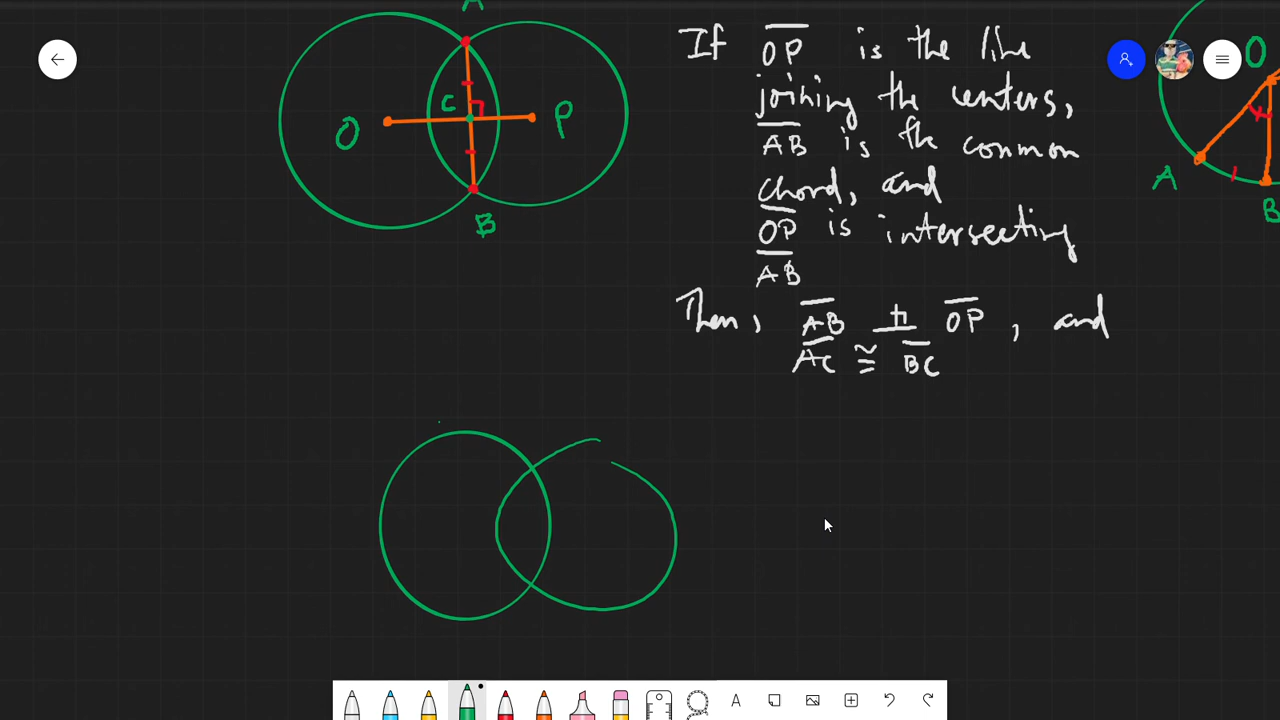 A
O
C
P
B
If OP is the line
joining the centers,
AB is the common
chord, and
OP is intersecting
AB
Then, AB ⊥ OP, and
AC ≅ BC
O
A
B
A